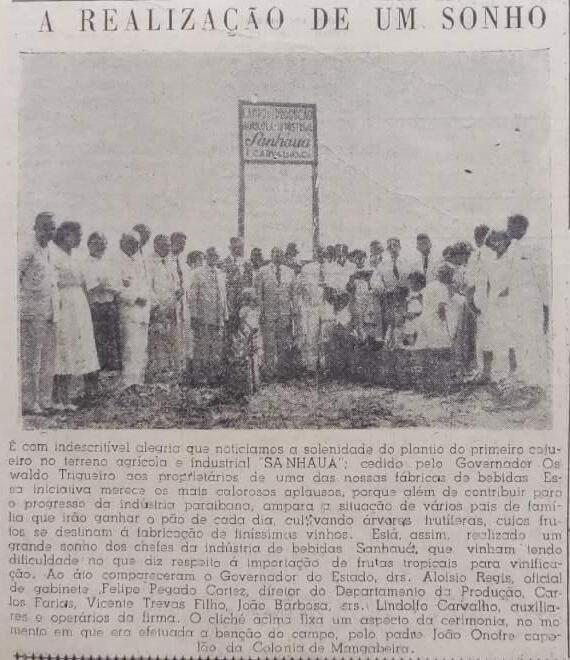 A REALIZAÇÃO DE UM SONHO
Sanhaua
É com indescritível alegria que noticiamos a solenidade do plantio do primeiro cajueiro
no terreno agrícola e industrial "SANHAUA"; cedido pelo Governador Os
waldo Trigueiro aos proprietários de uma das nossas fábricas de bebidas Es
sa iniciativa merece os mais calorosos aplausos, porque além de contribuir para
o progresso da indústria paraibana, ampara a situação de vários pais de famí
lia que irão ganhar o pão de cada dia, cultivando árvores frutíferas, cujos fru
tos se destinam á fabricação de finíssimos vinhos. Está, assim, realizado um
grande sonho dos chefes da indústria de bebidas Sanhauá, que vinham tendo
dificuldade no que diz respeito á importação de frutas tropicais para vinifica
ção. Ao áto compareceram o Governador do Estado, drs. Aloisio Regis, oficial
de gabinete, Felipe Pegado Cortez, diretor do Departamento da Produção, Car
los Farias, Vicente Trevas Filho, João Bárbosa, srs. Lindolfo Carvalho, auxilia
res e operários da firma. O cliché acima fixa um aspecto da cerimonia, no mo
mento em que era efetuada a benção do campo, pelo padre João Onofre cape
lão da Colonia de Mangabeira.